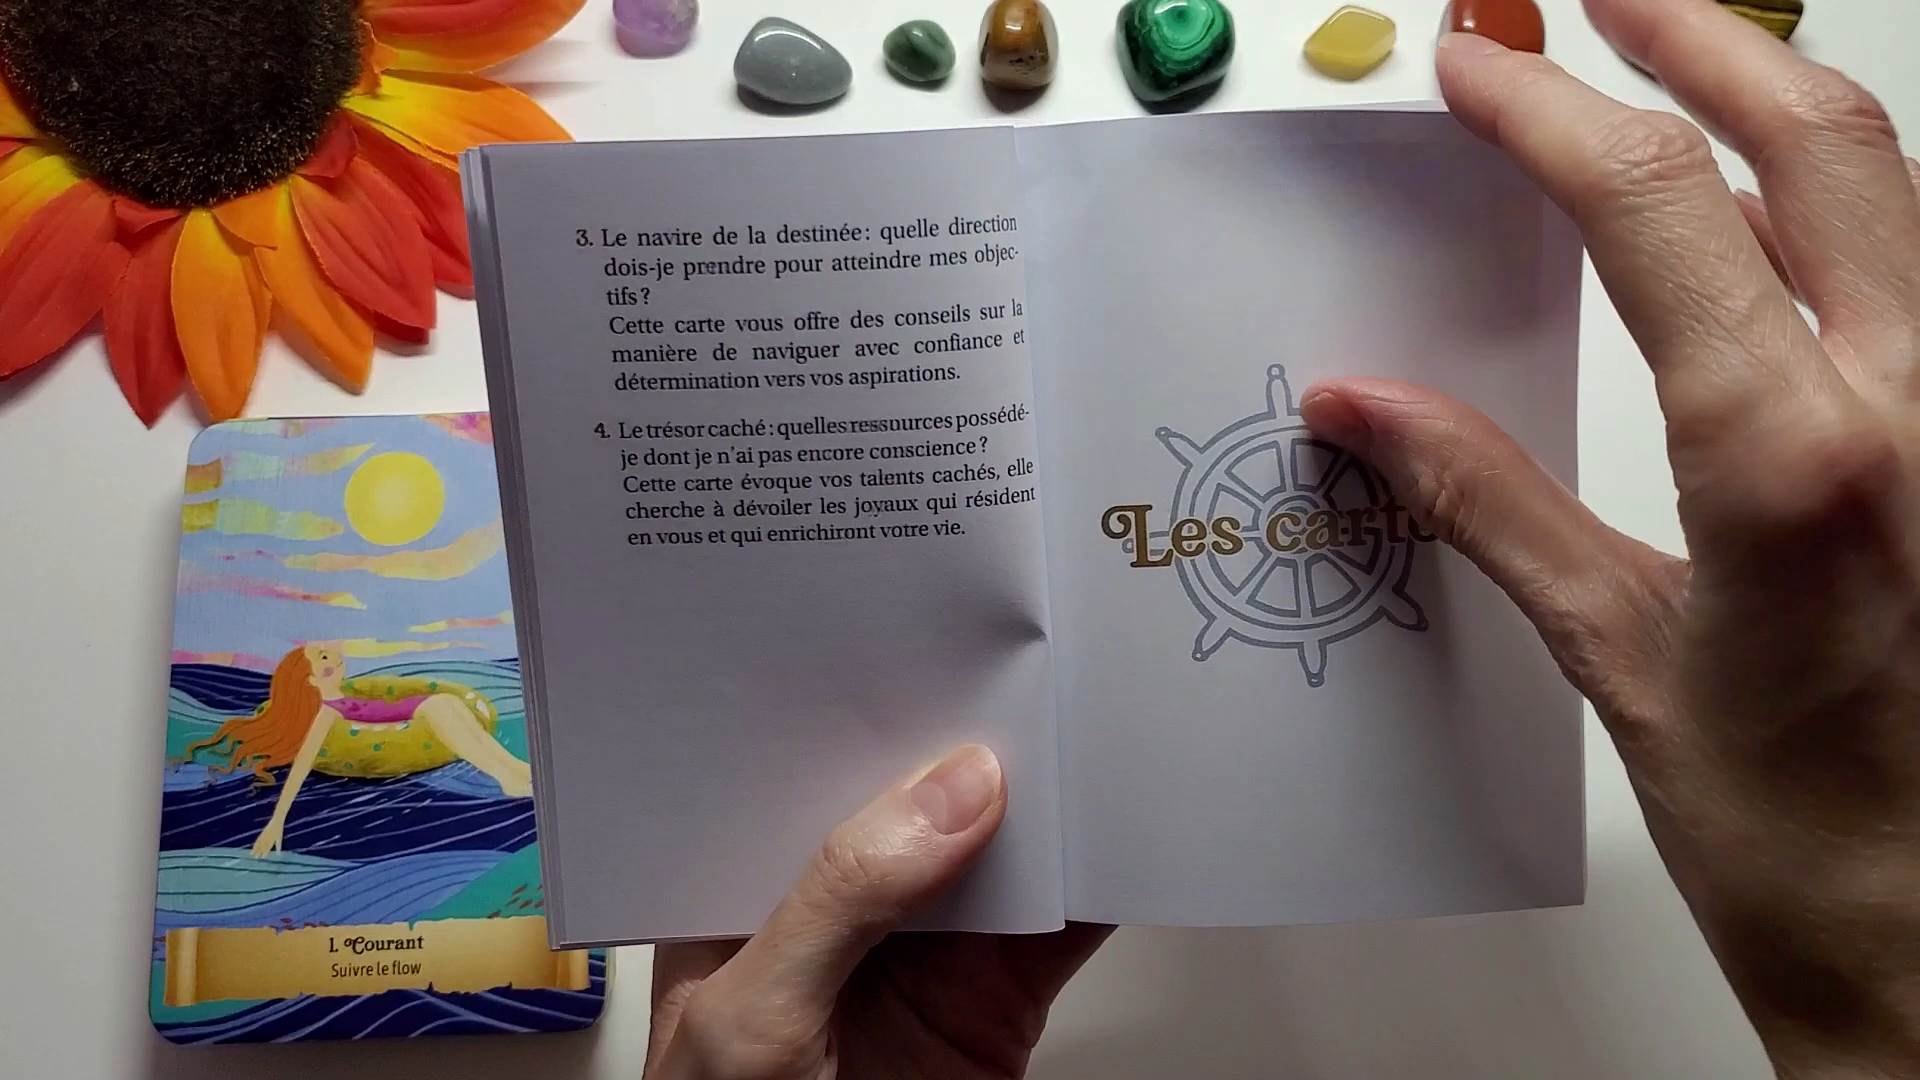 3. Le navire de la destinée : quelle direction
dois-je prendre pour atteindre mes objec-
tifs ?
Cette carte vous offre des conseils sur la
manière de naviguer avec confiance et
détermination vers vos aspirations.
4. Le trésor caché : quelles ressources possédé-
je dont je n'ai pas encore conscience ?
Cette carte évoque vos talents cachés, elle
cherche à dévoiler les joyaux qui résident
en vous et qui enrichiront votre vie.
Les
1. Courant
Suivre le flow